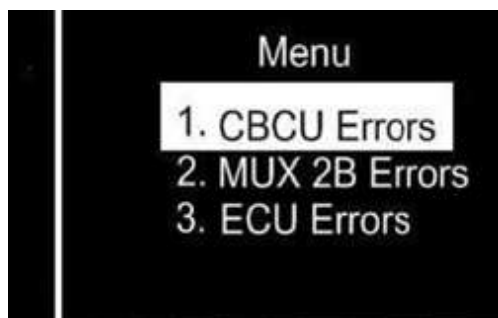 Menu
1. CBCU Errors
2. MUX 2B Errors
3. ECU Errors